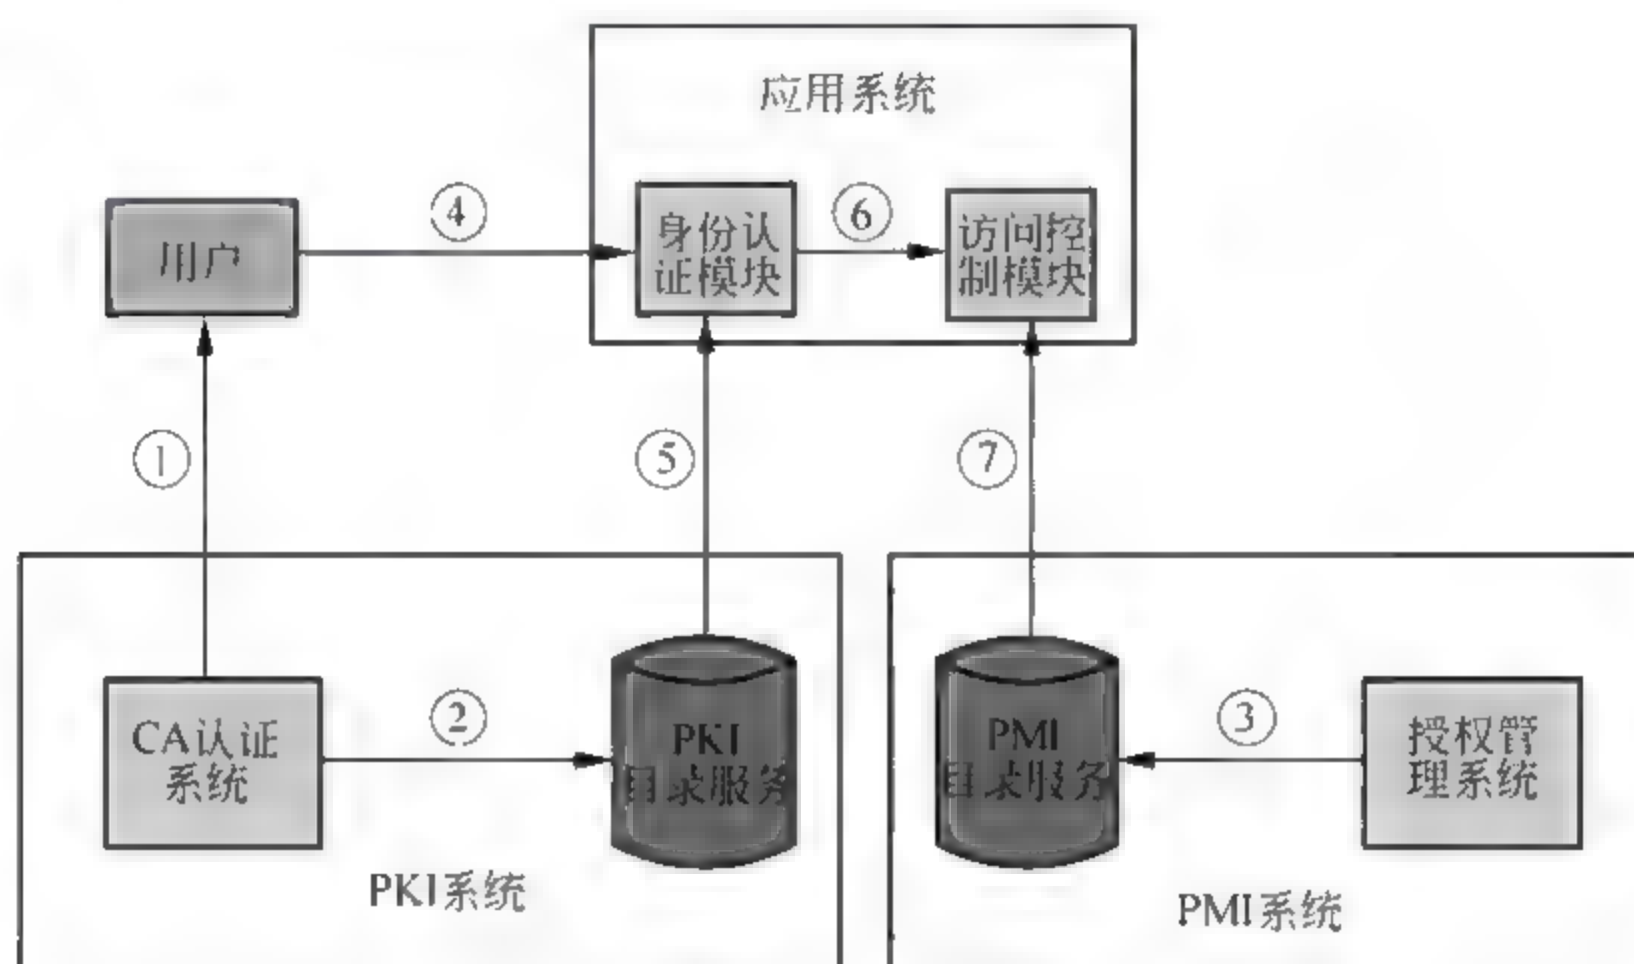 应用系统
用户
④
身份认
证模块
⑥
访问控
制模块
①
⑤
⑦
CA认证
系统
②
PKI
目录服务
PMI
目录服务
③
授权管
理系统
PKI系统
PMI系统